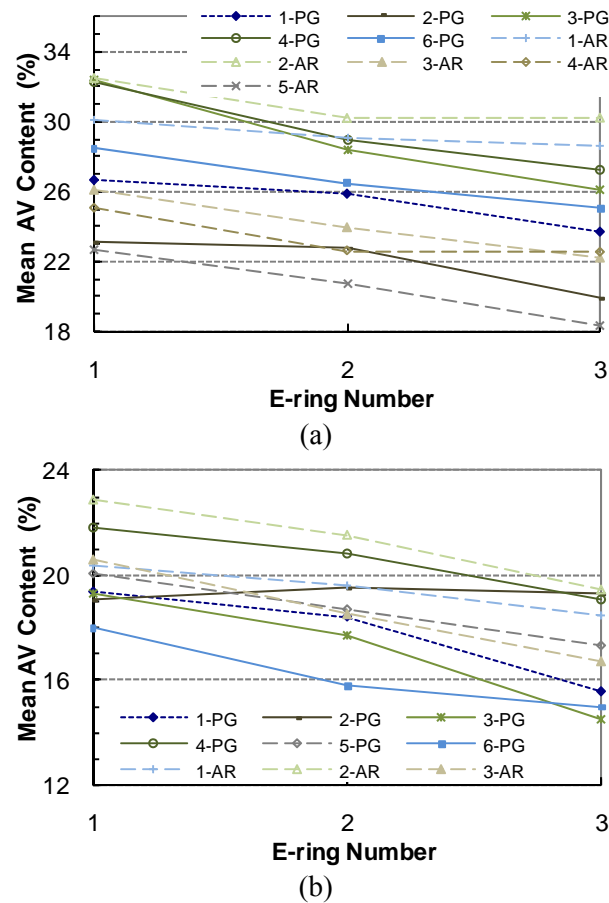 1-PG 2-PG 3-PG
4-PG 6-PG 1-AR
2-AR 3-AR 4-AR
5-AR
Mean AV Content (%)
34
30
26
22
18
1 2 3
E-ring Number
(a)
Mean AV Content (%)
24
20
16
12
1-PG 2-PG 3-PG
4-PG 5-PG 6-PG
1-AR 2-AR 3-AR
1 2 3
E-ring Number
(b)